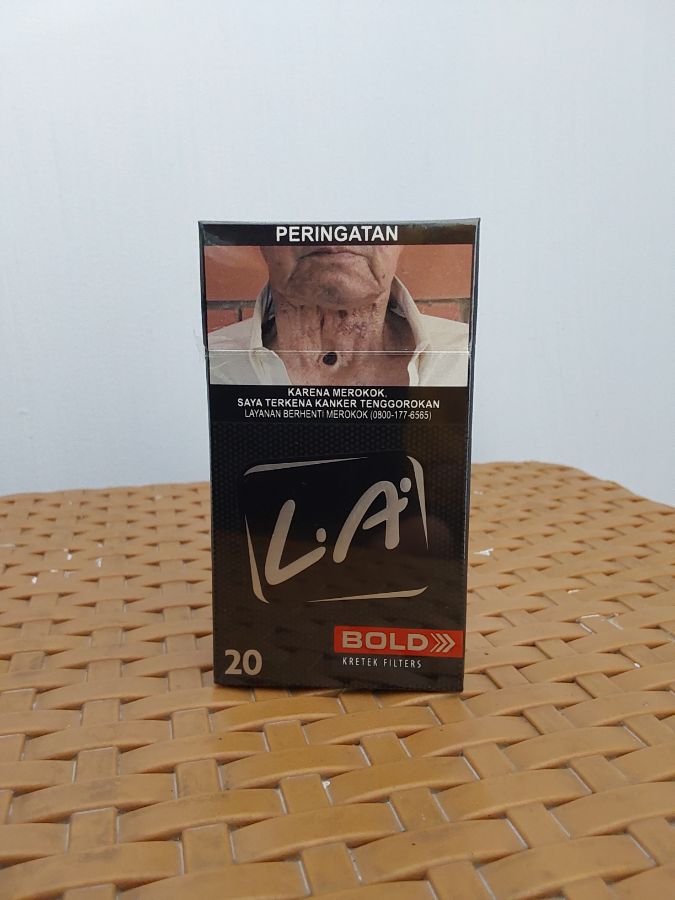 PERINGATAN
KARENA MEROKOK,
SAYA TERKENA KANKER TENGGOROKAN
LAYANAN BERHENTI MEROKOK (0800-177-6565)
L.A.
BOLD
20
KRETEK FILTERS